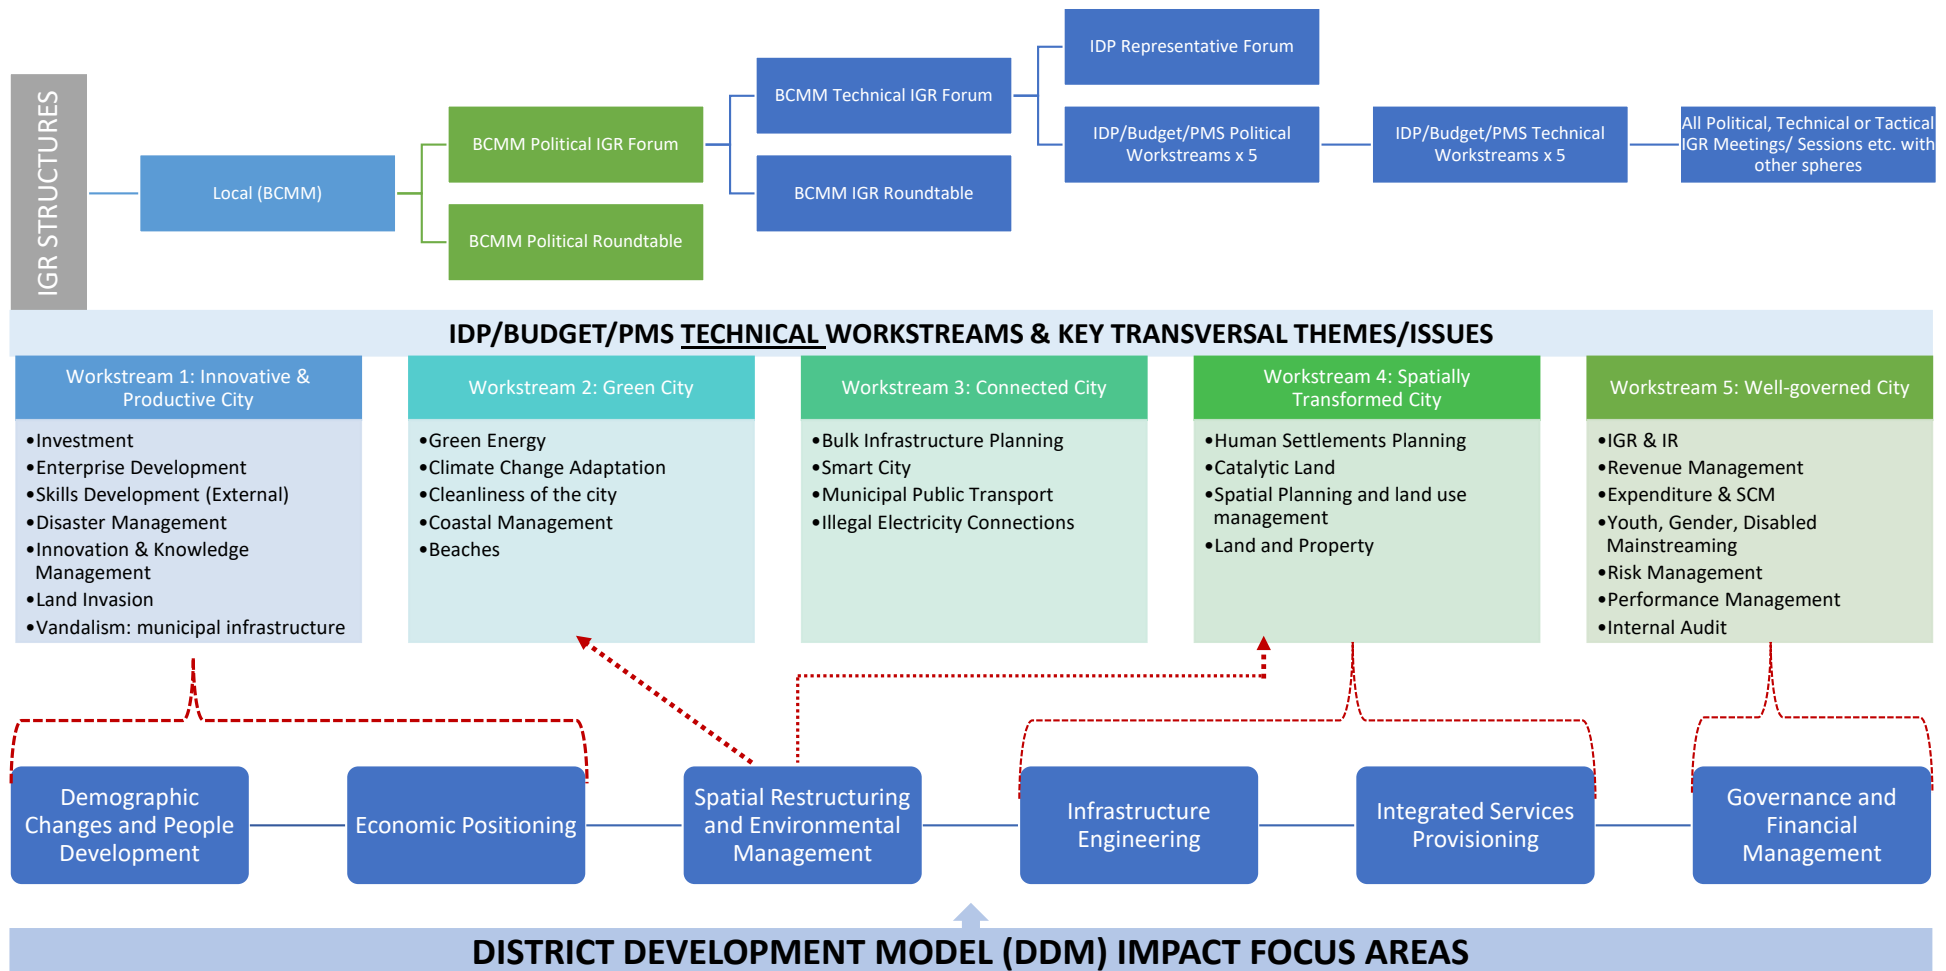 IGR STRUCTURES
Local (BCMM)
BCMM Political IGR Forum
BCMM Political Roundtable
BCMM Technical IGR Forum
BCMM IGR Roundtable
IDP Representative Forum
IDP/Budget/PMS Political
Workstreams x 5
IDP/Budget/PMS Technical
Workstreams x 5
All Political, Technical or Tactical
IGR Meetings/ Sessions etc. with
other spheres
IDP/BUDGET/PMS TECHNICAL WORKSTREAMS & KEY TRANSVERSAL THEMES/ISSUES
Workstream 1: Innovative &
Productive City
•Investment
•Enterprise Development
•Skills Development (External)
•Disaster Management
•Innovation & Knowledge
Management
•Land Invasion
•Vandalism: municipal infrastructure
Workstream 2: Green City
•Green Energy
•Climate Change Adaptation
•Cleanliness of the city
•Coastal Management
•Beaches
Workstream 3: Connected City
•Bulk Infrastructure Planning
•Smart City
•Municipal Public Transport
•Illegal Electricity Connections
Workstream 4: Spatially
Transformed City
•Human Settlements Planning
•Catalytic Land
•Spatial Planning and land use
management
•Land and Property
Workstream 5: Well-governed City
•IGR & IR
•Revenue Management
•Expenditure & SCM
•Youth, Gender, Disabled
Mainstreaming
•Risk Management
•Performance Management
•Internal Audit
Demographic
Changes and People
Development
Economic Positioning
Spatial Restructuring
and Environmental
Management
Infrastructure
Engineering
Integrated Services
Provisioning
Governance and
Financial
Management
DISTRICT DEVELOPMENT MODEL (DDM) IMPACT FOCUS AREAS